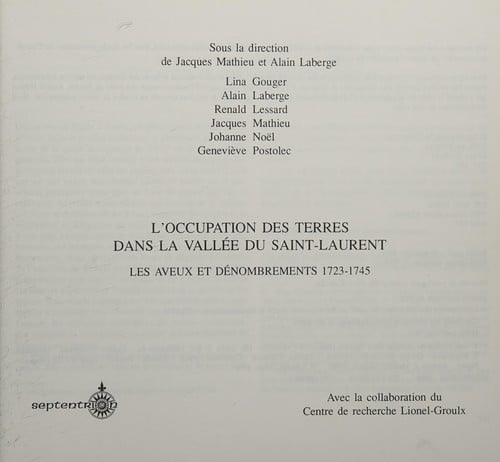 Sous la direction
de Jacques Mathieu et Alain Laberge
Lina Gouger
Alain Laberge
Renald Lessard
Jacques Mathieu
Johanne Noël
Geneviève Postolec
L'OCCUPATION DES TERRES
DANS LA VALLÉE DU SAINT-LAURENT
LES AVEUX ET DÉNOMBREMENTS 1723-1745
septentrion
Avec la collaboration du
Centre de recherche Lionel-Groulx